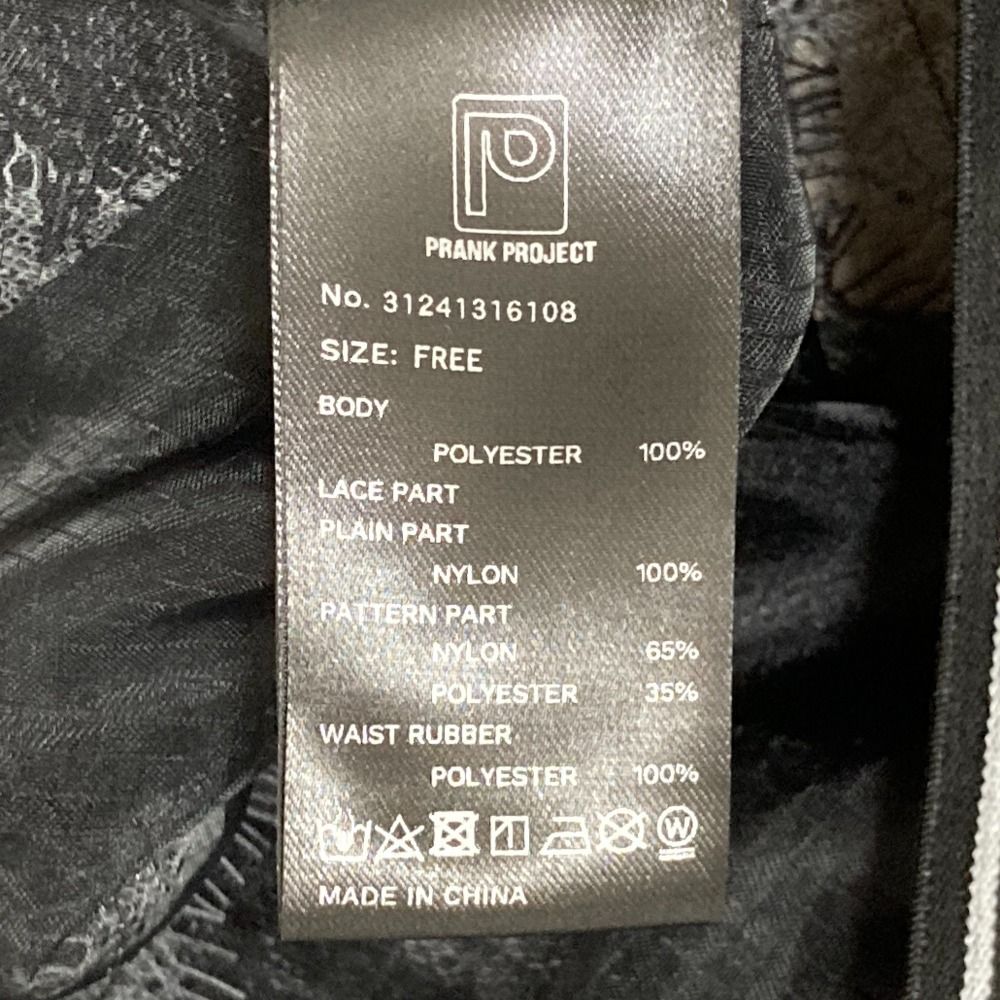 P
PRANK PROJECT
No. 31241316108
SIZE: FREE
BODY
POLYESTER 100%
LACE PART
PLAIN PART
NYLON 100%
PATTERN PART
NYLON 65%
POLYESTER 35%
WAIST RUBBER
POLYESTER 100%
W
MADE IN CHINA